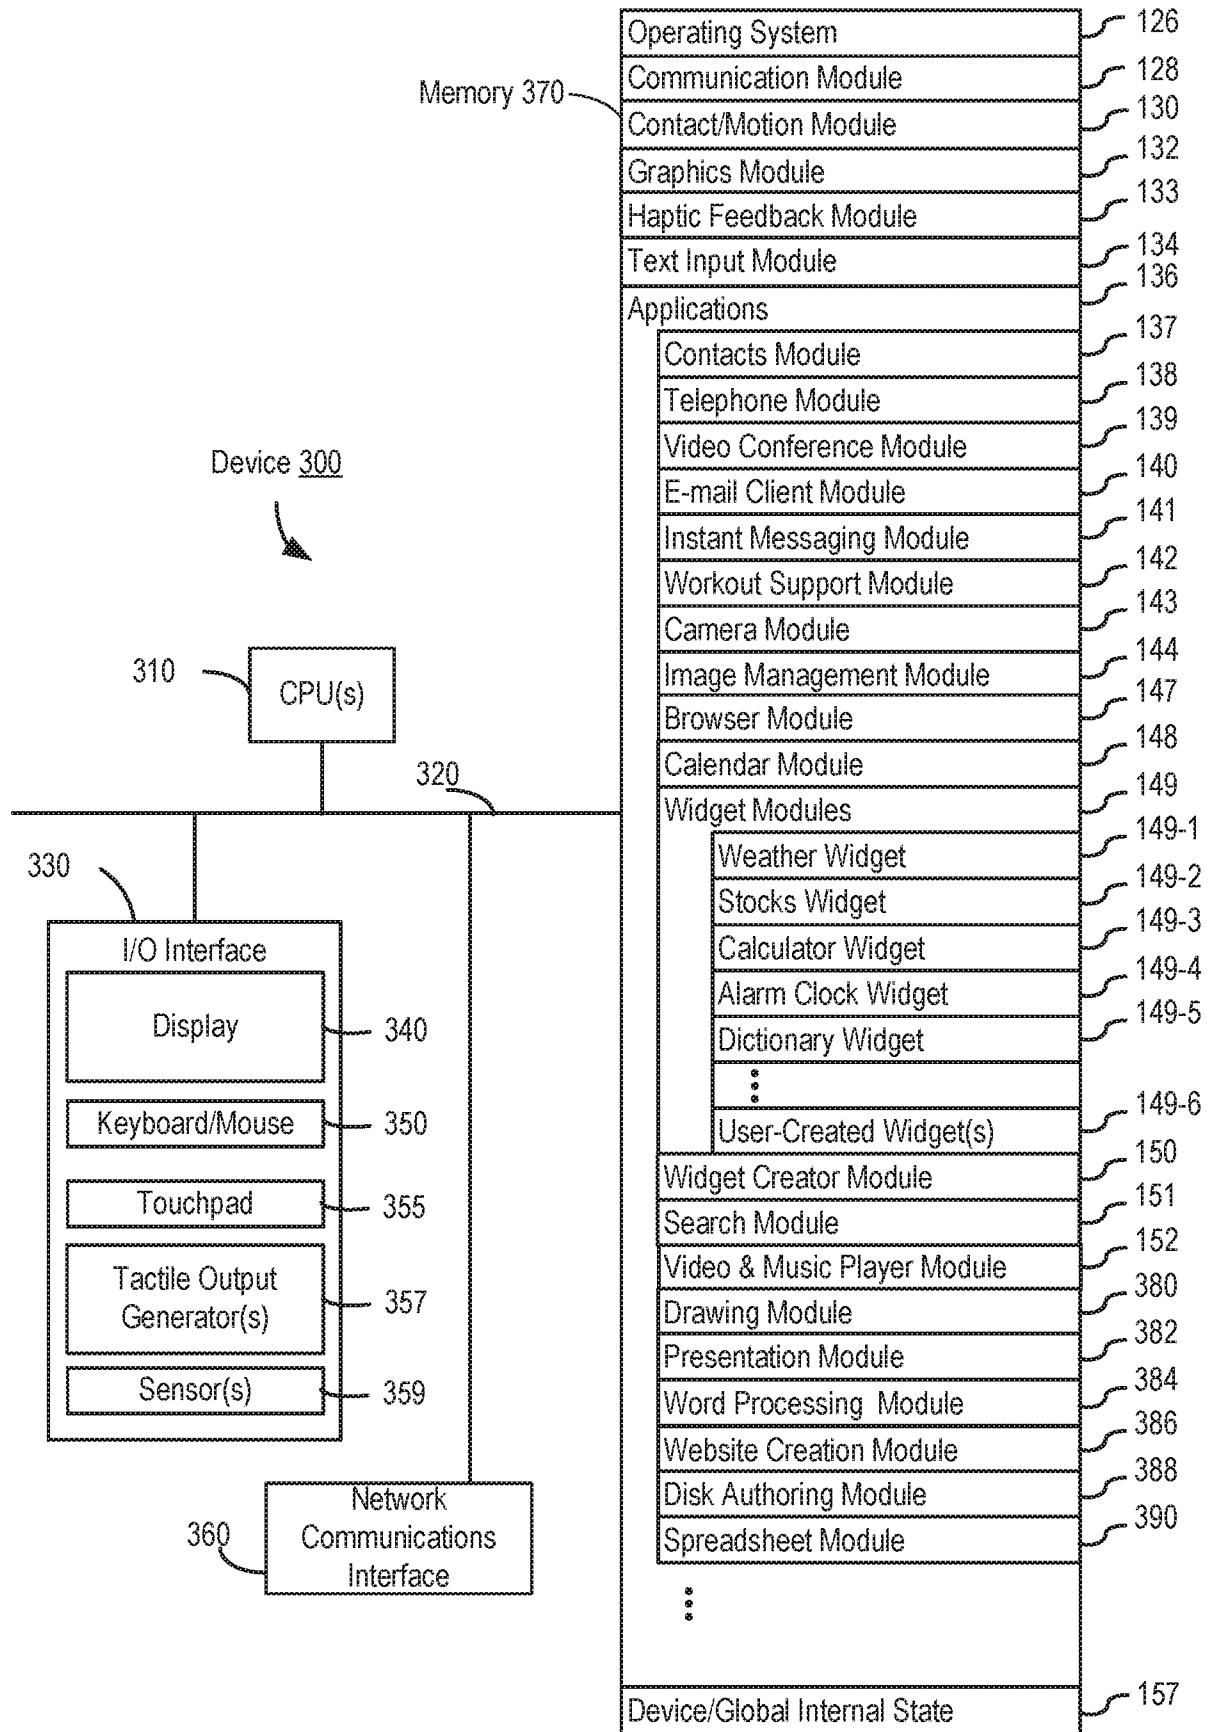 Memory 370
Operating System 126
Communication Module 128
Contact/Motion Module 130
Graphics Module 132
Haptic Feedback Module 133
Text Input Module 134
Applications 136
Contacts Module 137
Telephone Module 138
Video Conference Module 139
E-mail Client Module 140
Instant Messaging Module 141
Workout Support Module 142
Camera Module 143
Image Management Module 144
Browser Module 147
Calendar Module 148
Widget Modules 149
Weather Widget 149-1
Stocks Widget 149-2
Calculator Widget 149-3
Alarm Clock Widget 149-4
Dictionary Widget 149-5
User-Created Widget(s) 149-6
Widget Creator Module 150
Search Module 151
Video & Music Player Module 152
Drawing Module 380
Presentation Module 382
Word Processing Module 384
Website Creation Module 386
Disk Authoring Module 388
Spreadsheet Module 390
Device/Global Internal State 157
Device 300
310
CPU(s)
320
330
I/O Interface
Display 340
Keyboard/Mouse 350
Touchpad 355
Tactile Output
Generator(s) 357
Sensor(s) 359
360
Network
Communications
Interface